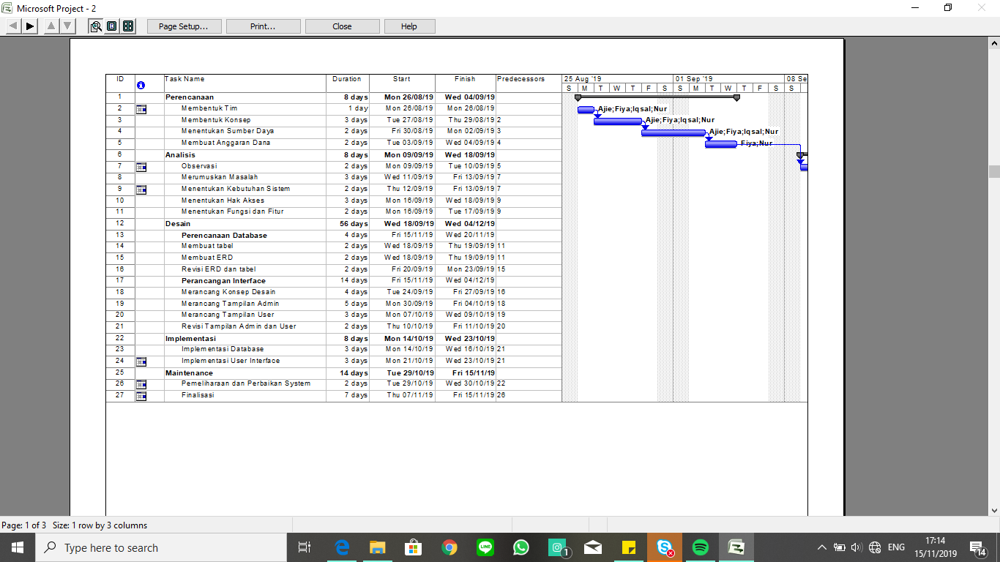 Microsoft Project - 2
Page Setup... Print... Close Help
ID Task Name Duration Start Finish Predecessors 25 Aug '19 01 Sep '19 08 Se
S M T W T F S S M T W T F S S
1 Perencanaan 8 days Mon 26/08/19 Wed 04/09/19
2 Membentuk Tim 1 day Mon 26/08/19 Mon 26/08/19 Ajie;Fiya;Iqsal;Nur
3 Membentuk Konsep 3 days Tue 27/08/19 Thu 29/08/19 2 Ajie;Fiya;Iqsal;Nur
4 Menentukan Sumber Daya 2 days Fri 30/08/19 Mon 02/09/19 3 Ajie;Fiya;Iqsal;Nur
5 Membuat Anggaran Dana 2 days Tue 03/09/19 Wed 04/09/19 4 Fiya;Nur
6 Analisis 8 days Mon 09/09/19 Wed 18/09/19
7 Observasi 2 days Mon 09/09/19 Tue 10/09/19 5
8 Merumuskan Masalah 3 days Wed 11/09/19 Fri 13/09/19 7
9 Menentukan Kebutuhan Sistem 2 days Thu 12/09/19 Fri 13/09/19 7
10 Menentukan Hak Akses 3 days Mon 16/09/19 Wed 18/09/19 9
11 Menentukan Fungsi dan Fitur 2 days Mon 16/09/19 Tue 17/09/19 9
12 Desain 56 days Wed 18/09/19 Wed 04/12/19
13 Perencanaan Database 4 days Fri 15/11/19 Wed 20/11/19
14 Membuat tabel 2 days Wed 18/09/19 Thu 19/09/19 11
15 Membuat ERD 2 days Wed 18/09/19 Thu 19/09/19 11
16 Revisi ERD dan tabel 2 days Fri 20/09/19 Mon 23/09/19 15
17 Perancangan Interface 14 days Fri 15/11/19 Wed 04/12/19
18 Merancang Konsep Desain 4 days Tue 24/09/19 Fri 27/09/19 16
19 Merancang Tampilan Admin 5 days Mon 30/09/19 Fri 04/10/19 18
20 Merancang Tampilan User 3 days Mon 07/10/19 Wed 09/10/19 19
21 Revisi Tampilan Admin dan User 2 days Thu 10/10/19 Fri 11/10/19 20
22 Implementasi 8 days Mon 14/10/19 Wed 23/10/19
23 Implementasi Database 3 days Mon 14/10/19 Wed 16/10/19 21
24 Implementasi User Interface 3 days Mon 21/10/19 Wed 23/10/19 21
25 Maintenance 14 days Tue 29/10/19 Fri 15/11/19
26 Pemeliharaan dan Perbaikan System 2 days Tue 29/10/19 Wed 30/10/19 22
27 Finalisasi 7 days Thu 07/11/19 Fri 15/11/19 26
Page: 1 of 3 Size: 1 row by 3 columns
Type here to search
LINE
1
ENG
17:14
15/11/2019
14